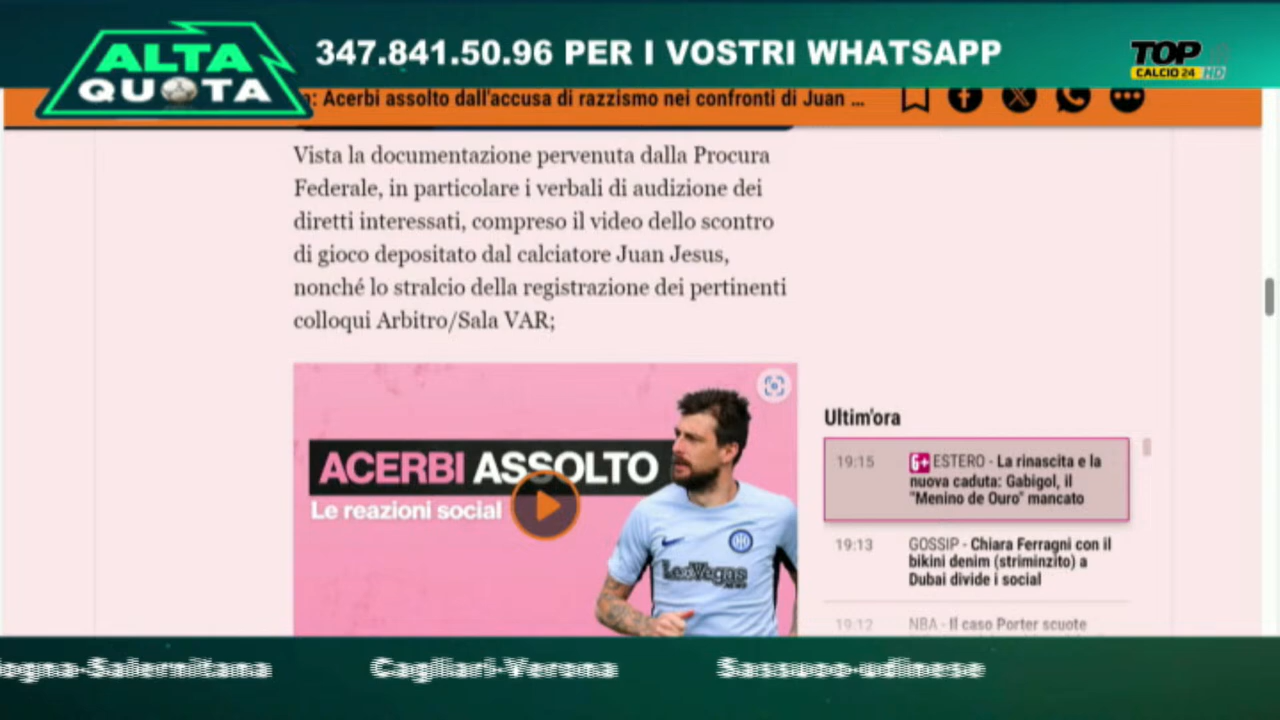 ALTA
QUOTA
347.841.50.96 PER I VOSTRI WHATSAPP
TOP
CALCIO 24 HD
: Acerbi assolto dall'accusa di razzismo nei confronti di Juan ...
Vista la documentazione pervenuta dalla Procura
Federale, in particolare i verbali di audizione dei
diretti interessati, compreso il video dello scontro
di gioco depositato dal calciatore Juan Jesus,
nonché lo stralcio della registrazione dei pertinenti
colloqui Arbitro/Sala VAR;
ACERBI ASSOLTO
Le reazioni social
LasVegas
Ultim'ora
19:15 G+ ESTERO - La rinascita e la
nuova caduta: Gabigol, il
"Menino de Ouro" mancato
19:13 GOSSIP - Chiara Ferragni con il
bikini denim (striminzito) a
Dubai divide i social
19:12 NBA - Il caso Porter scuote
ogna-Salernitana Cagliari-Verona Sassuoo-udinese